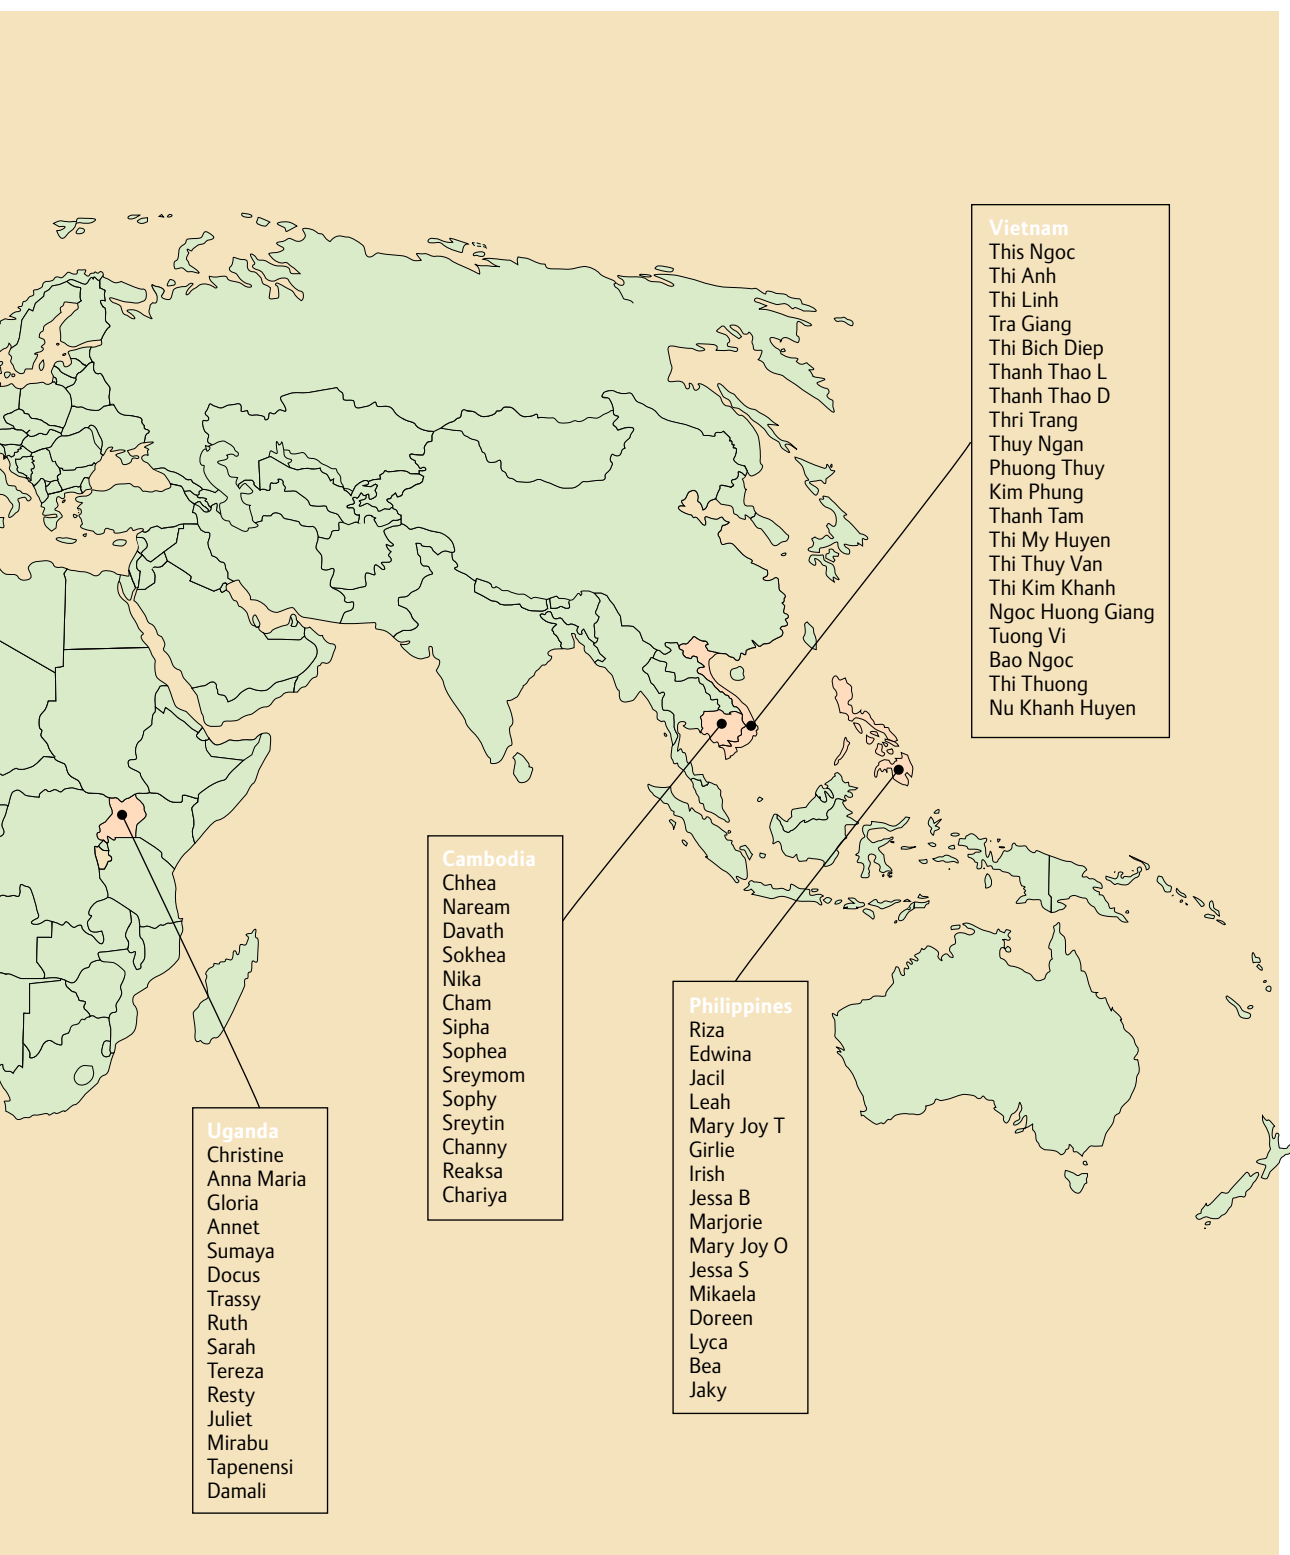 Vietnam
This Ngoc
Thi Anh
Thi Linh
Tra Giang
Thi Bich Diep
Thanh Thao L
Thanh Thao D
Thri Trang
Thuy Ngan
Phuong Thuy
Kim Phung
Thanh Tam
Thi My Huyen
Thi Thuy Van
Thi Kim Khanh
Ngoc Huong Giang
Tuong Vi
Bao Ngoc
Thi Thuong
Nu Khanh Huyen
Cambodia
Chhea
Naream
Davath
Sokhea
Nika
Cham
Sipha
Sophea
Sreymom
Sophy
Sreytin
Channy
Reaksa
Chariya
Philippines
Riza
Edwina
Jacil
Leah
Mary Joy T
Girlie
Irish
Jessa B
Marjorie
Mary Joy O
Jessa S
Mikaela
Doreen
Lyca
Bea
Jaky
Uganda
Christine
Anna Maria
Gloria
Annet
Sumaya
Docus
Trassy
Ruth
Sarah
Tereza
Resty
Juliet
Mirabu
Tapenensi
Damali